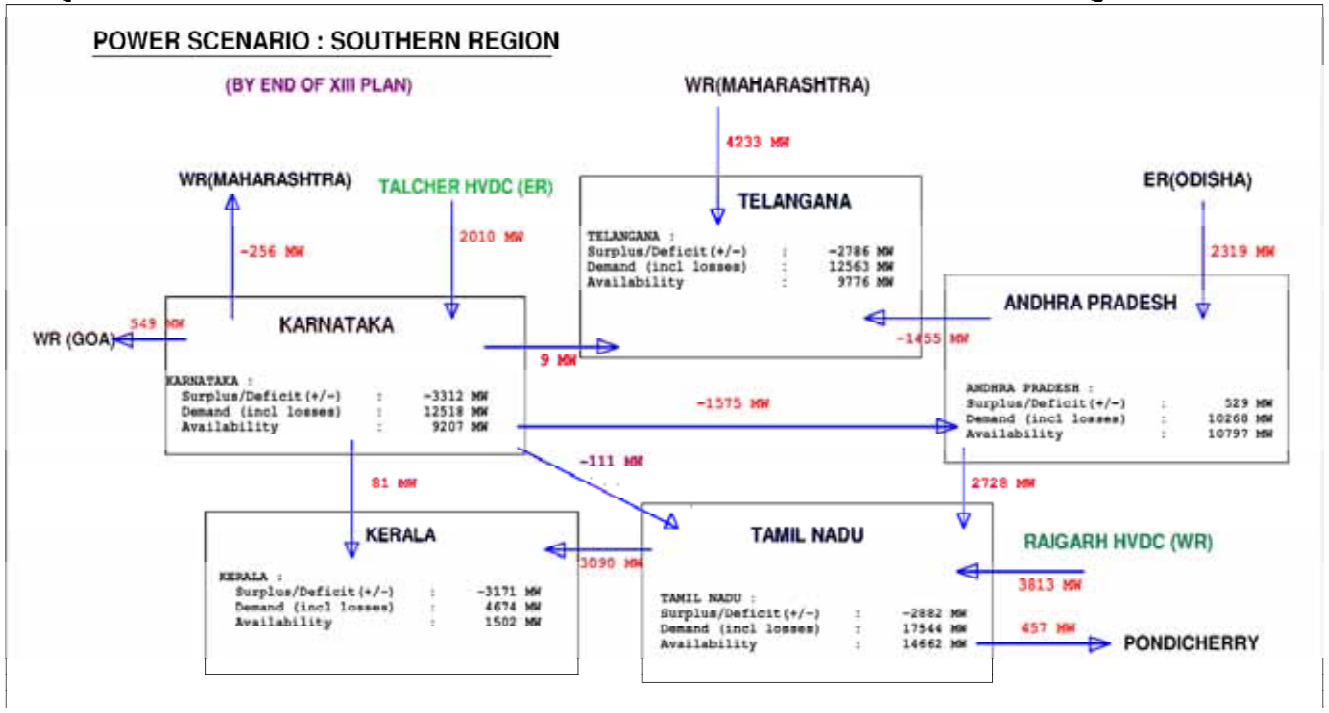 POWER SCENARIO : SOUTHERN REGION
(BY END OF XIII PLAN)
WR(MAHARASHTRA)
4233 MW
WR(MAHARASHTRA)
TALCHER HVDC (ER)
ER(ODISHA)
-256 MW
2010 MW
2319 MW
TELANGANA
TELANGANA :
Surplus/Deficit(+/-) : -2786 MW
Demand (incl losses) : 12563 MW
Availability : 9776 MW
WR (GOA)
549 MW
KARNATAKA
KARNATAKA :
Surplus/Deficit(+/-) : -3312 MW
Demand (incl losses) : 12518 MW
Availability : 9207 MW
9 MW
-1455 MW
ANDHRA PRADESH
ANDHRA PRADESH :
Surplus/Deficit(+/-) : 529 MW
Demand (incl losses) : 10268 MW
Availability : 10797 MW
-1575 MW
-111 MW
81 MW
2728 MW
KERALA
KERALA :
Surplus/Deficit(+/-) : -3171 MW
Demand (incl losses) : 4674 MW
Availability : 1502 MW
3090 MW
TAMIL NADU
TAMIL NADU :
Surplus/Deficit(+/-) : -2882 MW
Demand (incl losses) : 17544 MW
Availability : 14662 MW
RAIGARH HVDC (WR)
3813 MW
457 MW
PONDICHERRY